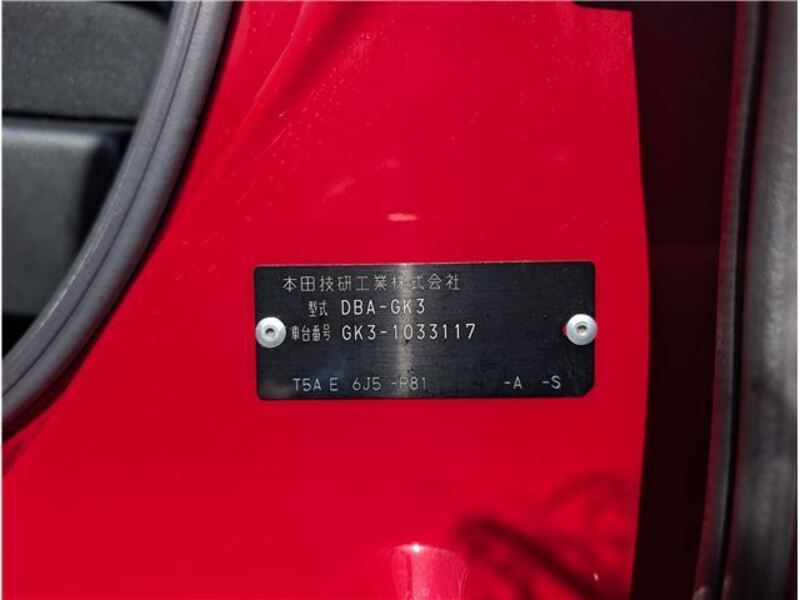 本田技研工業株式会社
型式 DBA-GK3
車台番号 GK3-1033117
T5A E 6J5 -R81 -A -S